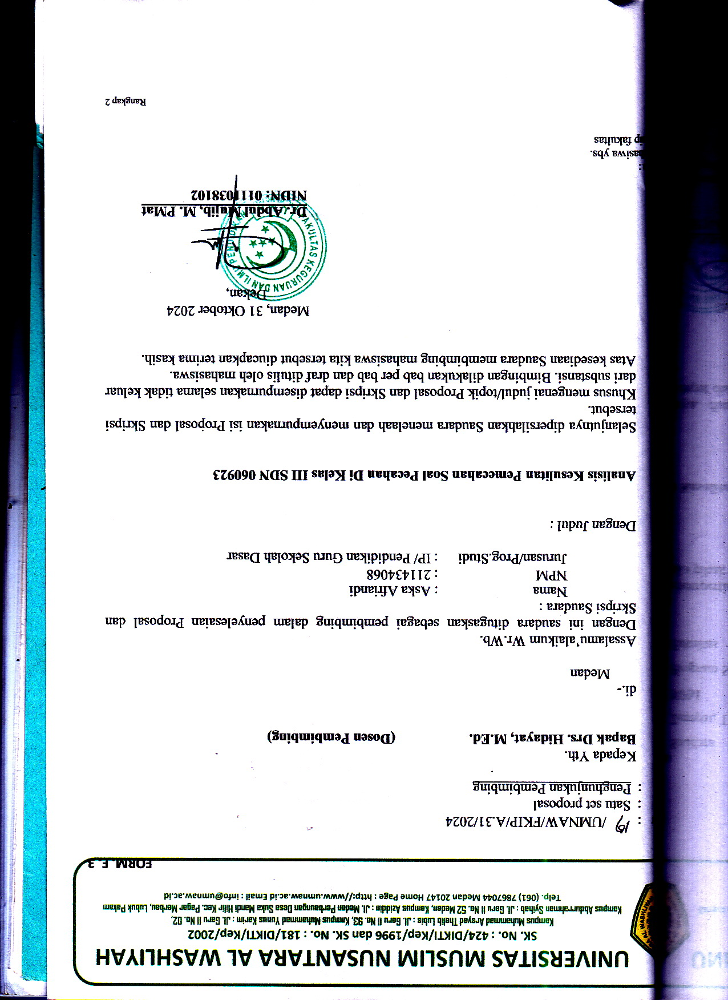 UNIVERSITAS MUSLIM NUSANTARA AL WASHLIYAH
SK. No. : 424/DIKTI/Kep/1996 dan SK. No. : 181/DIKTI/Kep/2002
Kampus Muhammad Arsyad Thalib Lubis : Jl. Garu II No. 93, Kampus Muhammad Yunus Karim : Jl. Garu II No. 02,
Kampus Abdurrahman Syihab : Jl. Garu II No. 52 Medan, Kampus Aziddin : Jl. Medan Perbaungan Desa Suka Mandi Hilir Kec. Pagar Merbau, Lubuk Pakam
Telp. (061) 7867044 Medan 20147 Home Page : http://www.umnaw.ac.id Email : info@umnaw.ac.id
FORM. F. 3
: /UMNAW/FKIP/A.31/2024
: Satu set proposal
: Penghunjukan Pembimbing
Kepada Yth.
Bapak Drs. Hidayat, M.Ed. (Dosen Pembimbing)
di.-
Medan
Assalamu'alaikum Wr.Wb.
Dengan ini saudara ditugaskan sebagai pembimbing dalam penyelesaian Proposal dan
Skripsi Saudara :
Nama : Aska Afriandi
NPM : 211434068
Jurusan/Prog.Studi : IP/ Pendidikan Guru Sekolah Dasar
Dengan Judul :
Analisis Kesulitan Pemecahan Soal Pecahan Di Kelas III SDN 060923
Selanjutnya dipersilahkan Saudara menelaah dan menyempurnakan isi Proposal dan Skripsi
tersebut.
Khusus mengenai judul/topik Proposal dan Skripsi dapat disempurnakan selama tidak keluar
dari substansi. Bimbingan dilakukan bab per bab dan draf ditulis oleh mahasiswa.
Atas kesediaan Saudara membimbing mahasiswa kita tersebut diucapkan terima kasih.
Medan, 31 Oktober 2024
Dekan,
FAKULTAS KEGURUAN DAN ILMU PENDIDIKAN
Dr. Abdul Mujib, M. PMat
NIDN: 0111038102
:
asiwa ybs.
p fakultas
Rangkap 2